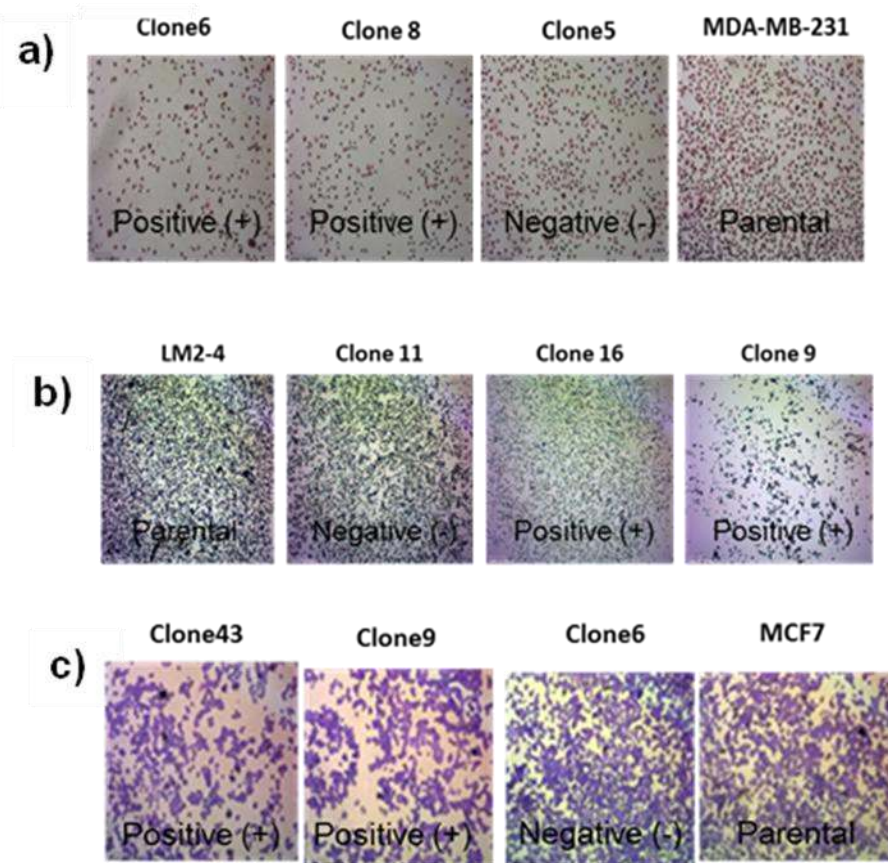 a)
Clone6 Clone 8 Clone5 MDA-MB-231
Positive (+) Positive (+) Negative (-) Parental
b)
LM2-4 Clone 11 Clone 16 Clone 9
Parental Negative (-) Positive (+) Positive (+)
c)
Clone43 Clone9 Clone6 MCF7
Positive (+) Positive (+) Negative (-) Parental